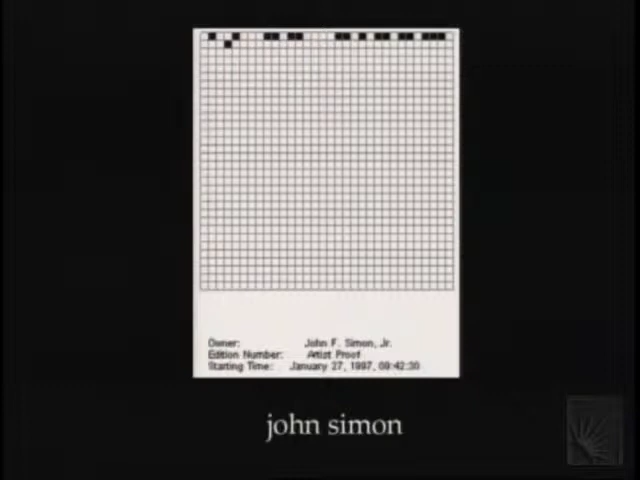 Owner: John F. Simon, Jr.
Edition Number: Artist Proof
Starting Time: January 27, 1997, 09:42:30
john simon